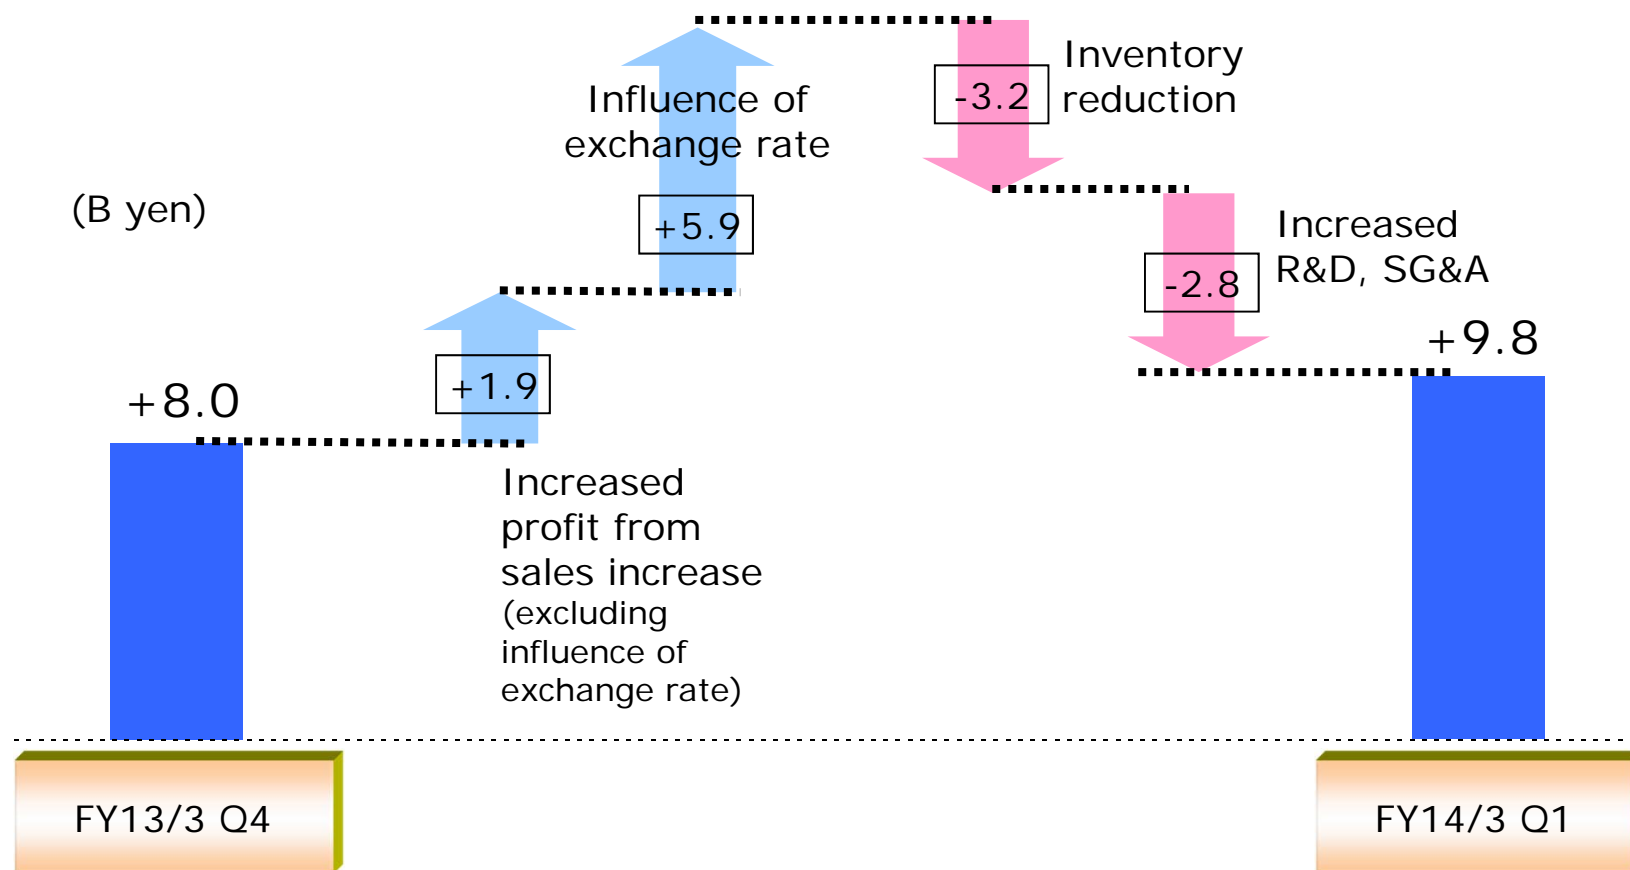 Inventory
reduction
-3.2
Influence of
exchange rate
+5.9
(B yen)
Increased
R&D, SG&A
-2.8
+9.8
+1.9
+8.0
Increased
profit from
sales increase
(excluding
influence of
exchange rate)
FY13/3 Q4
FY14/3 Q1